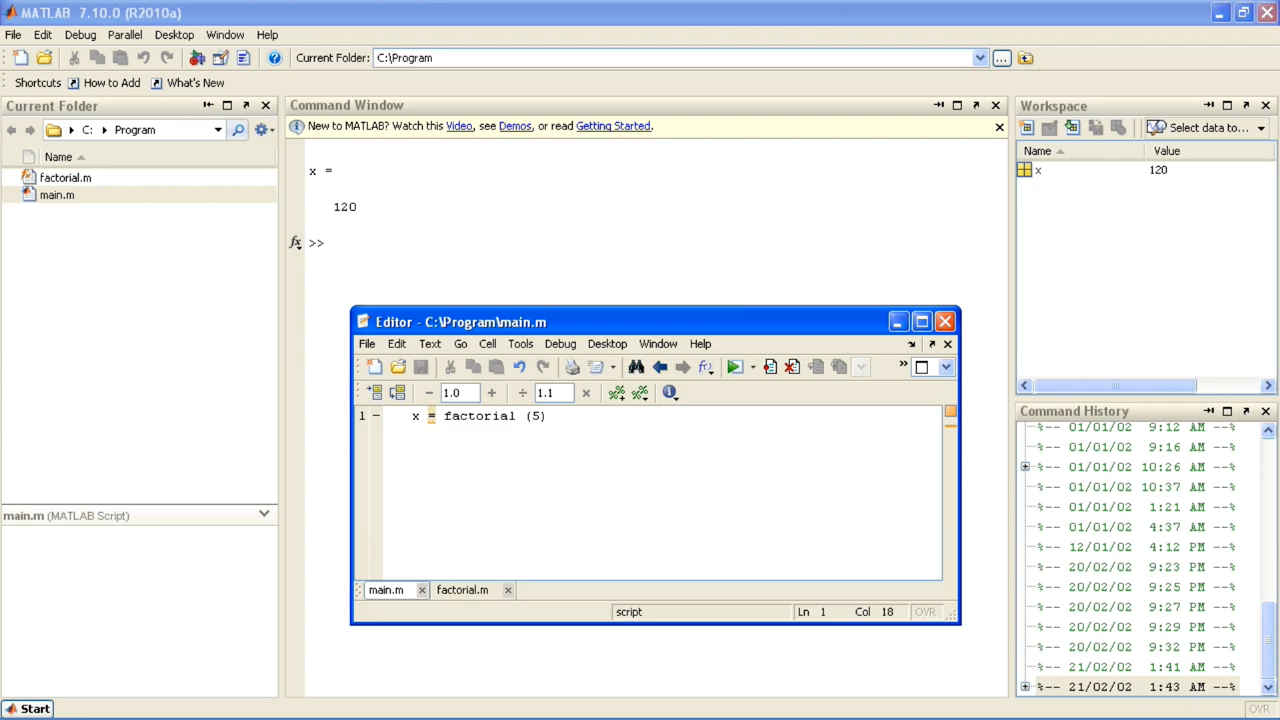 MATLAB 7.10.0 (R2010a)
File Edit Debug Parallel Desktop Window Help
Current Folder: C:\Program ...
Shortcuts How to Add What's New
Current Folder
C: Program
Name
factorial.m
main.m
main.m (MATLAB Script)
Command Window
New to MATLAB? Watch this Video, see Demos, or read Getting Started.
x =
120
fx >>
Editor - C:\Program\main.m
File Edit Text Go Cell Tools Debug Desktop Window Help
− 1.0 + ÷ 1.1 ×
1 − x = factorial (5)
main.m factorial.m
script Ln 1 Col 18 OVR
Workspace
Select data to...
Name Value
x 120
Command History
%-- 01/01/02 9:12 AM --%
%-- 01/01/02 9:16 AM --%
%-- 01/01/02 10:26 AM --%
%-- 01/01/02 10:37 AM --%
%-- 01/01/02 1:21 AM --%
%-- 01/01/02 4:37 AM --%
%-- 12/01/02 4:12 PM --%
%-- 20/02/02 9:23 PM --%
%-- 20/02/02 9:25 PM --%
%-- 20/02/02 9:27 PM --%
%-- 20/02/02 9:29 PM --%
%-- 20/02/02 9:32 PM --%
%-- 21/02/02 1:41 AM --%
%-- 21/02/02 1:43 AM --%
Start
OVR